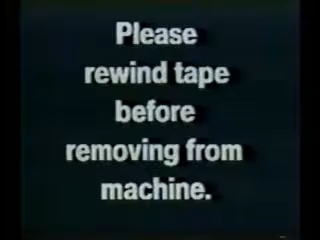 Please
rewind tape
before
removing from
machine.